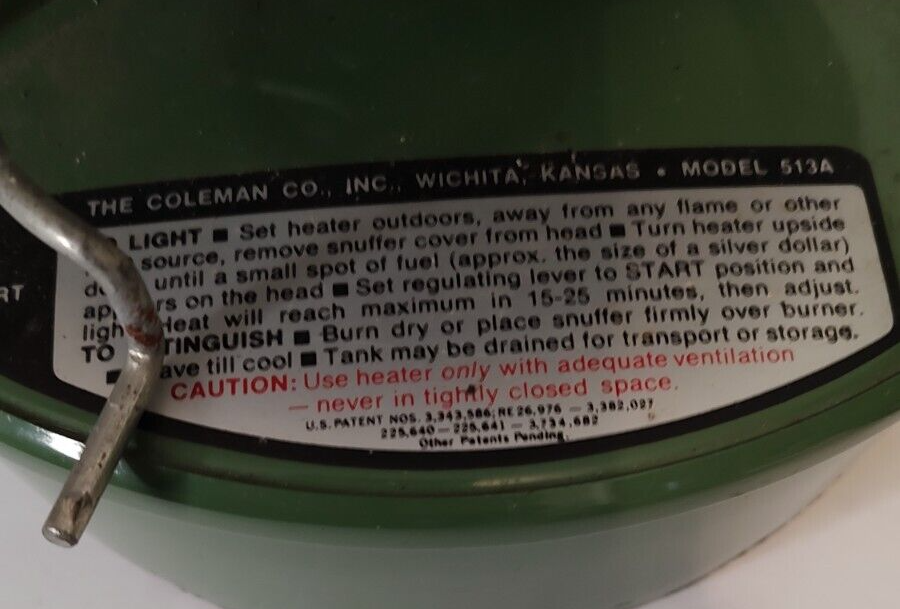 THE COLEMAN CO., INC., WICHITA, KANSAS • MODEL 513A
LIGHT ■ Set heater outdoors, away from any flame or other
source, remove snuffer cover from head ■ Turn heater upside
until a small spot of fuel (approx. the size of a silver dollar)
on the head ■ Set regulating lever to START position and
Heat will reach maximum in 15-25 minutes, then adjust.
TO ■ Burn dry or place snuffer firmly over burner.
■ till cool ■ Tank may be drained for transport or storage.
CAUTION: Use heater only with adequate ventilation
— never in tightly closed space.
U.S. PATENT NOS. 3,343,586; RE 26,976 — 3,382,027
225,640 — 225,641 — 3,734,682
Other Patents Pending